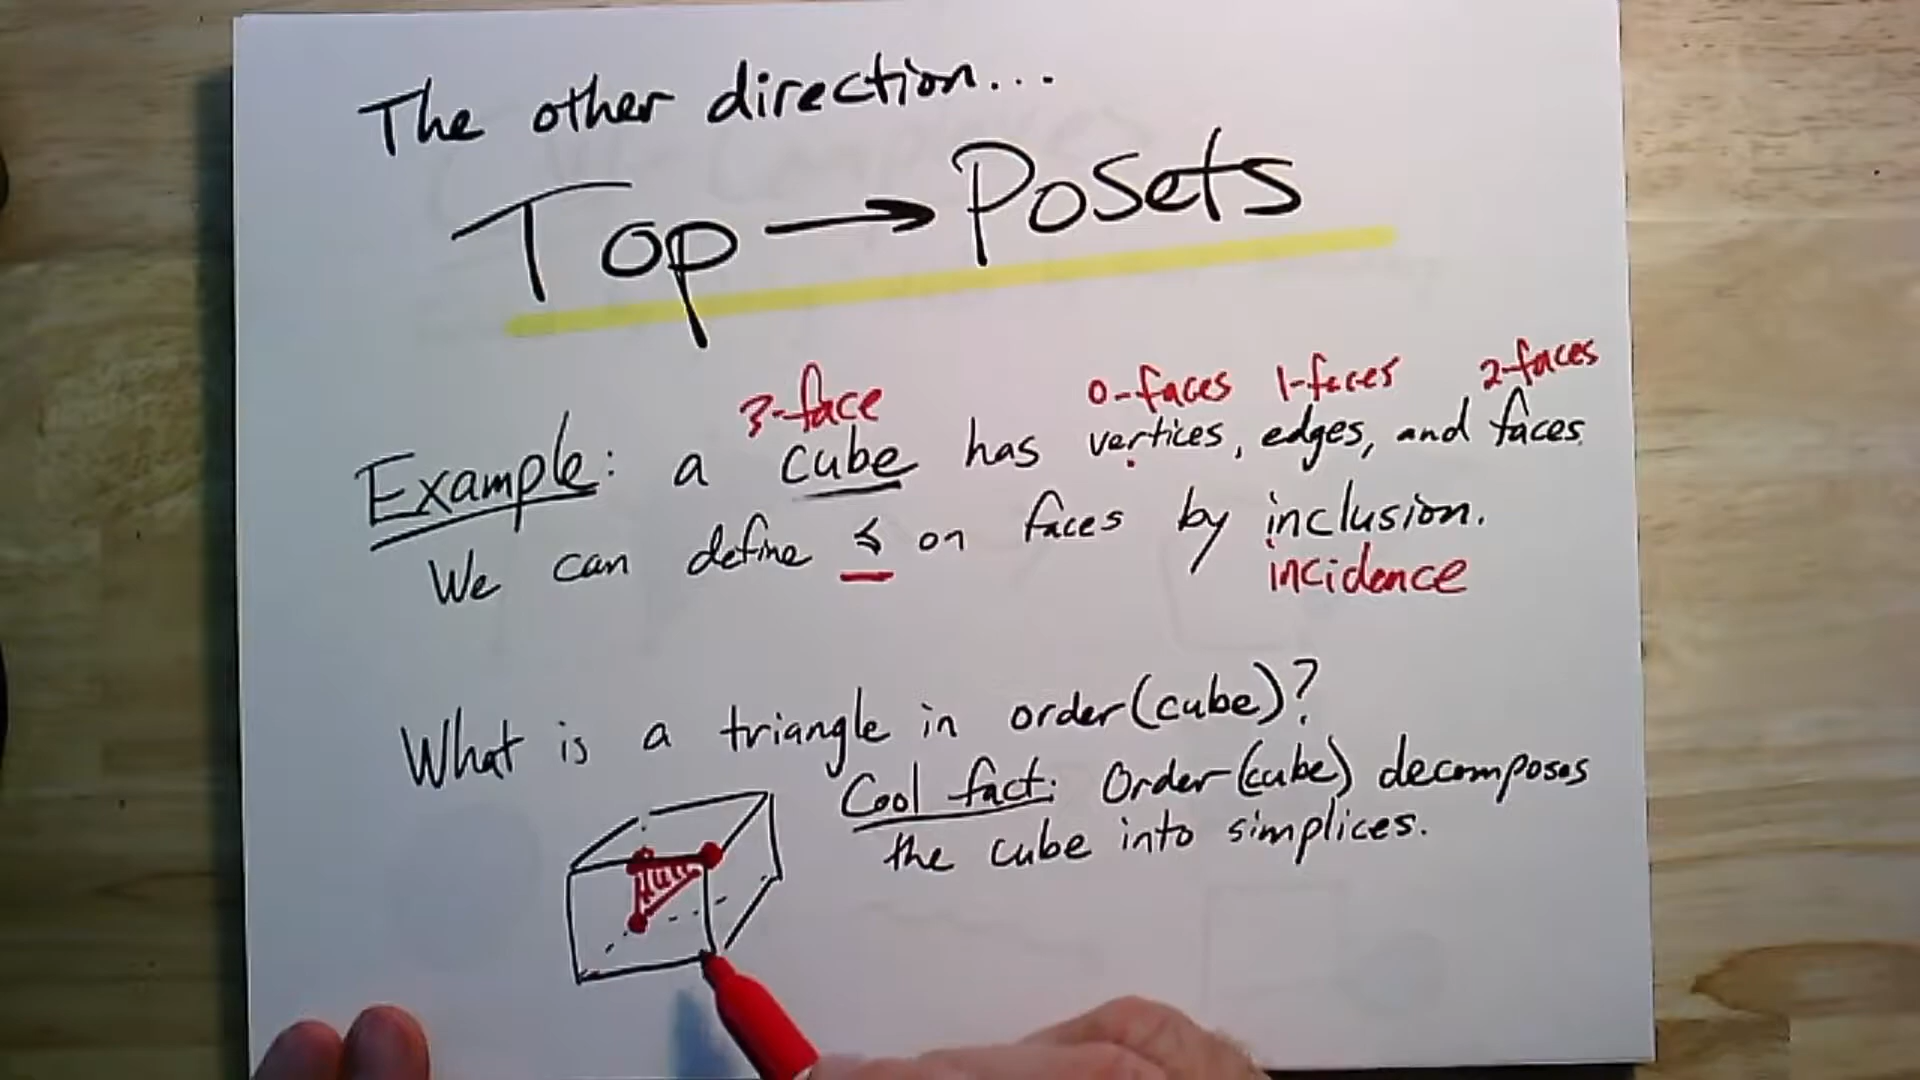 The other direction...
Top → Posets
3-face 0-faces 1-faces 2-faces
Example: a cube has vertices, edges, and faces.
We can define ≤ on faces by inclusion.
incidence
What is a triangle in order(cube)?
Cool fact: Order(cube) decomposes
the cube into simplices.